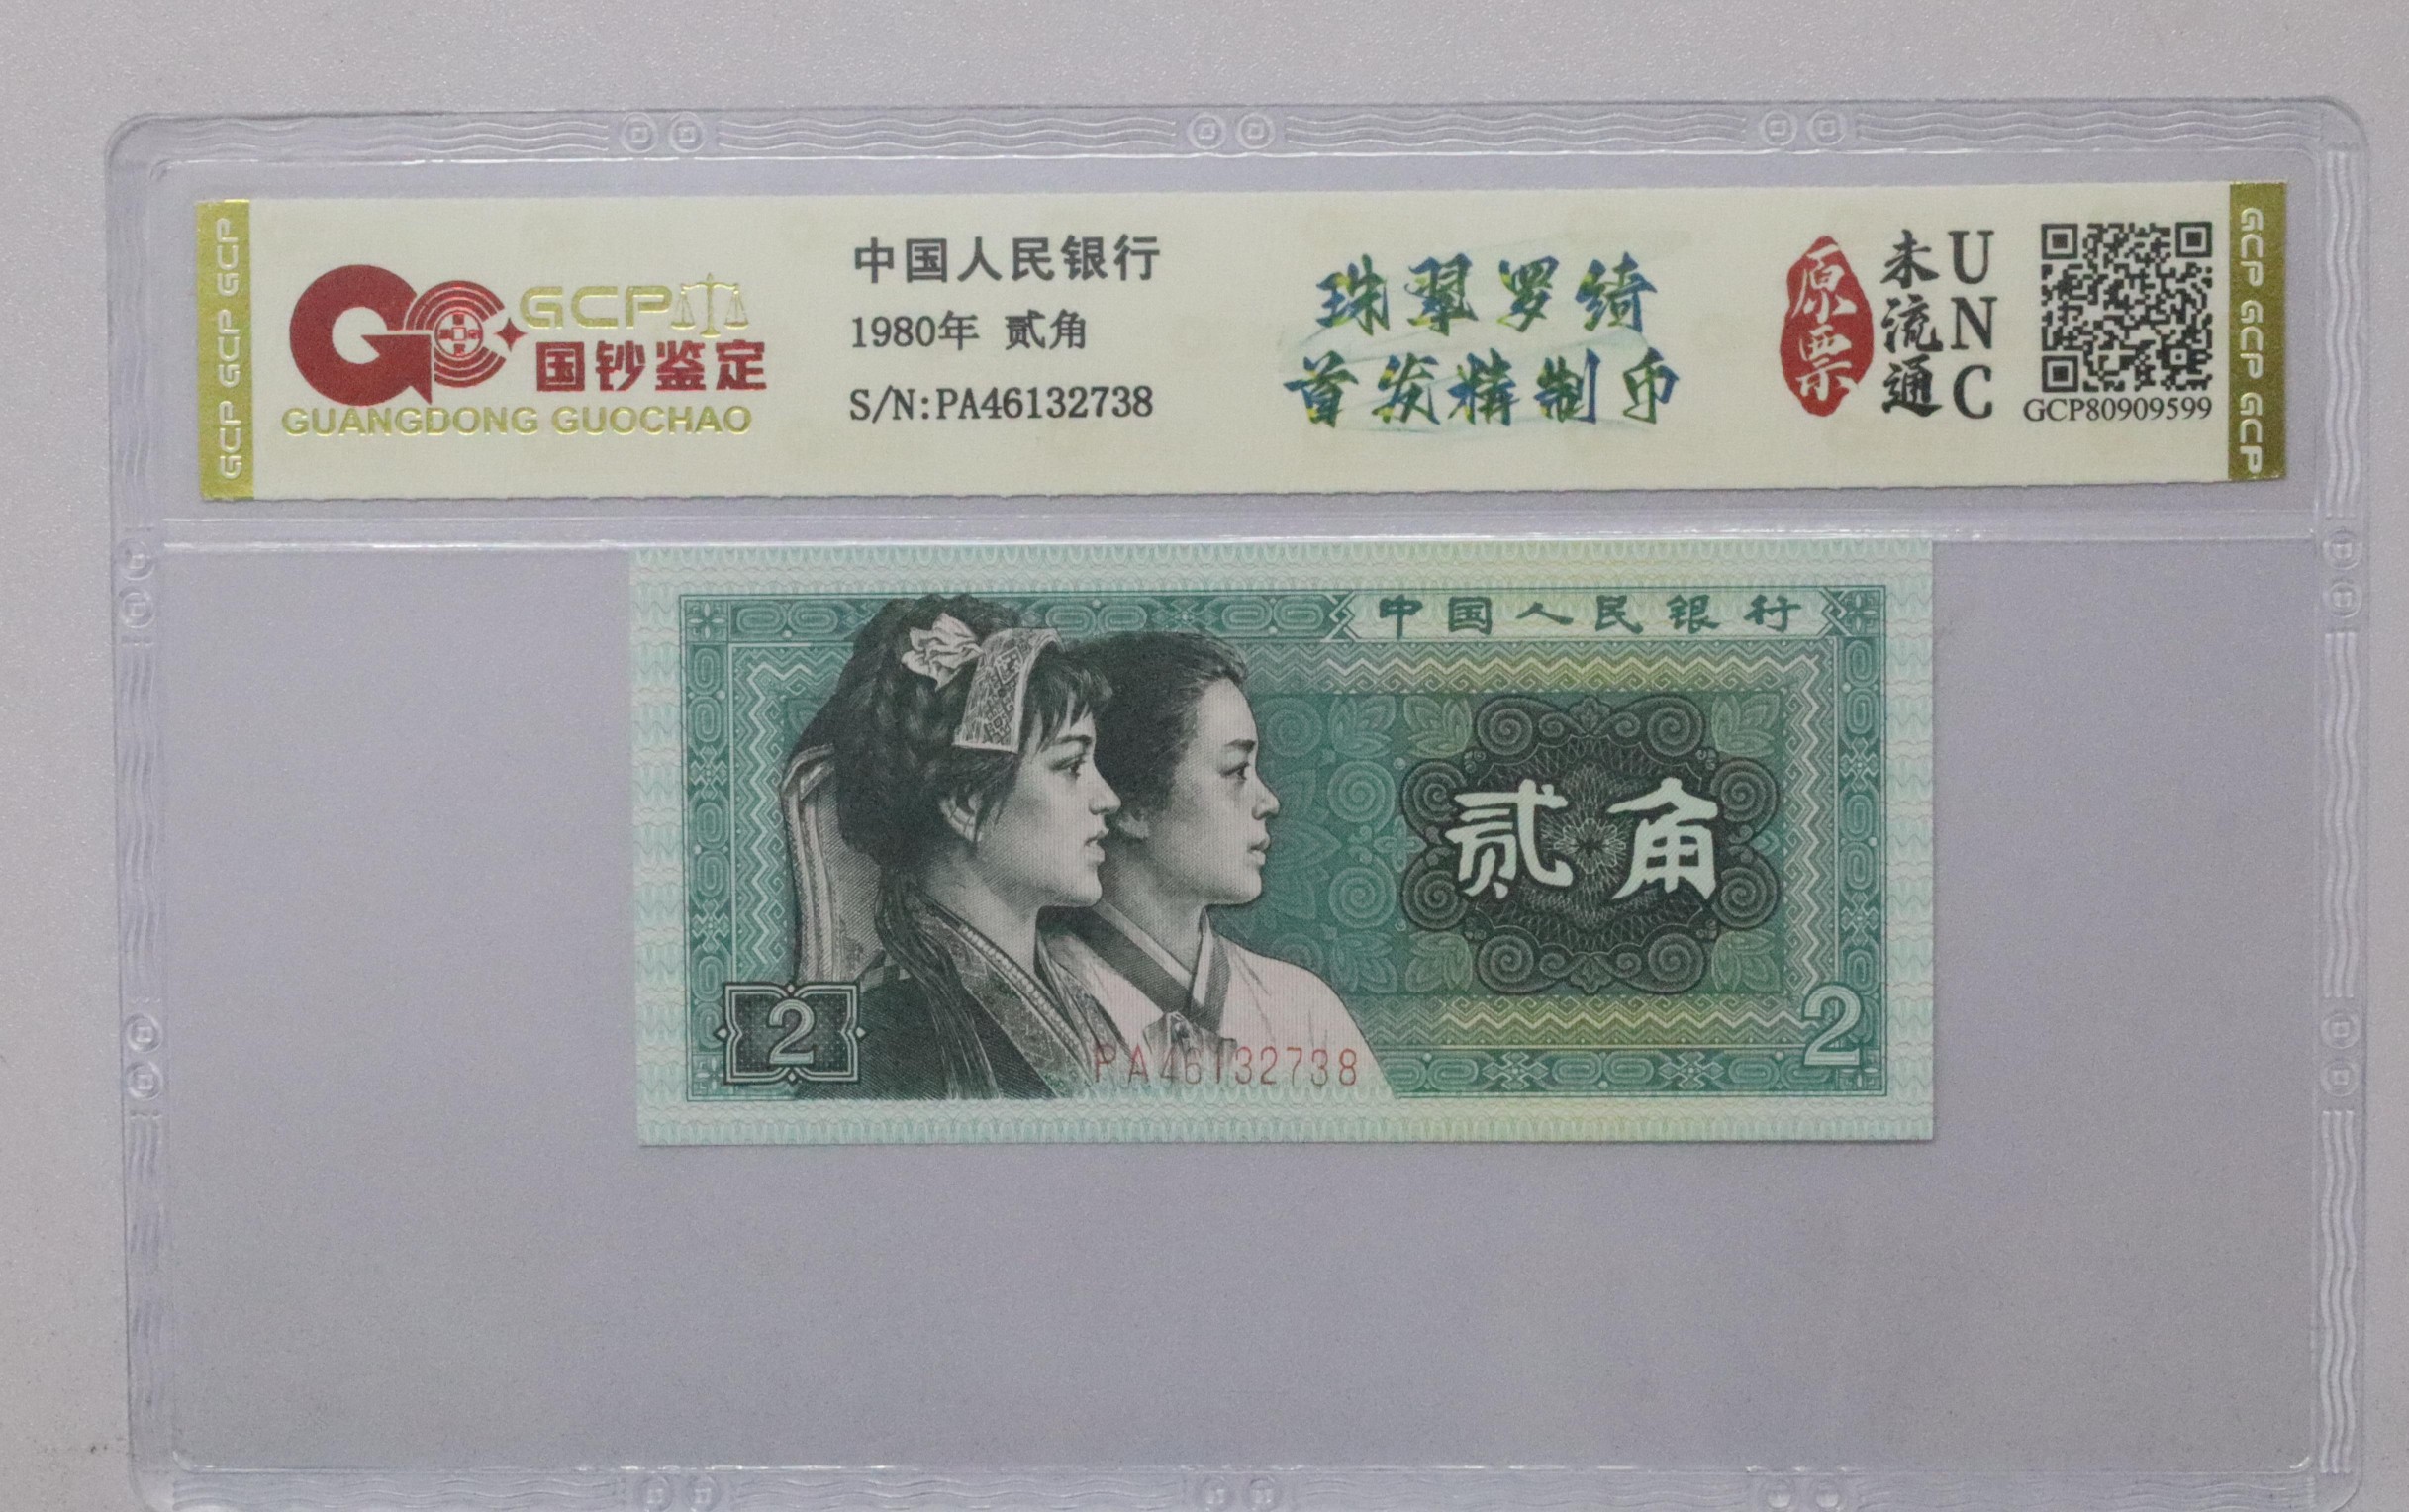 GCP GCP GCP
GCP
国钞鉴定
GUANGDONG GUOCHAO
中国人民银行
1980年 贰角
S/N:PA46132738
珠翠罗绮
首发精制币
原票
未流通
UNC
GCP80909599
GCP GCP GCP
中国人民银行
贰角
2
2
PA46132738